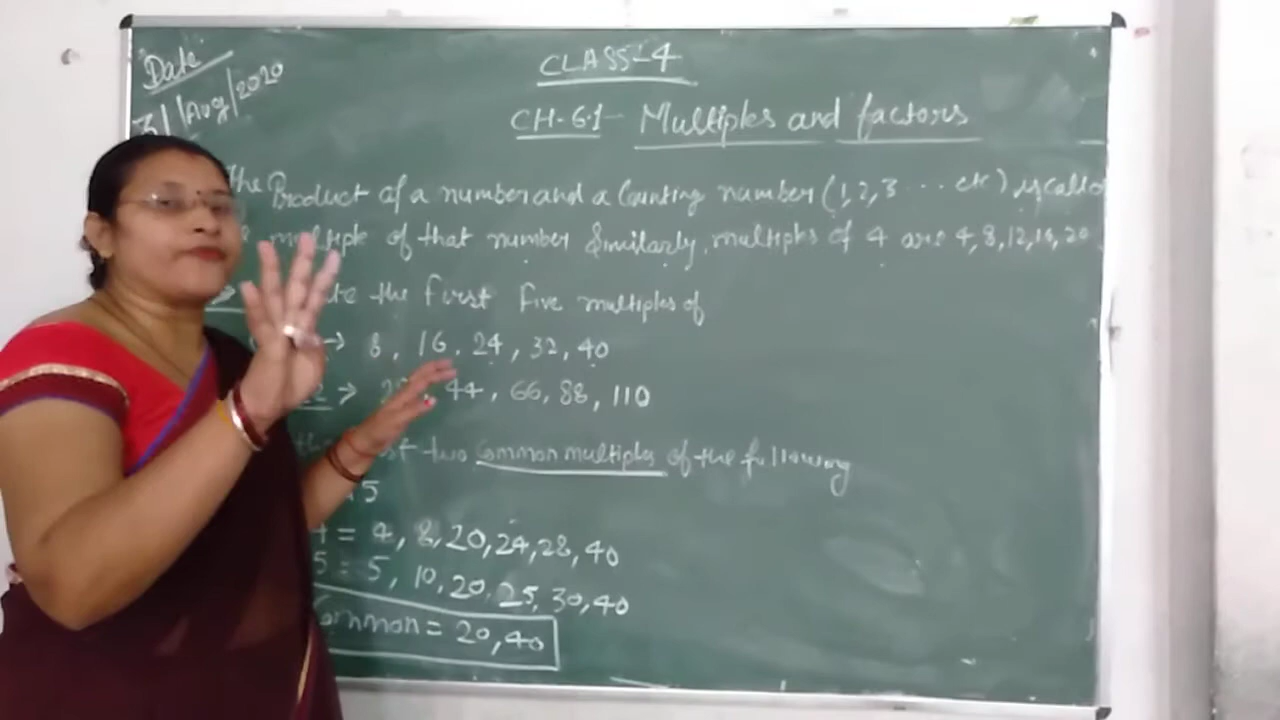 Date
31/Aug/2020
CLASS-4
CH-6.1- Multiples and factors
The Product of a number and a Counting number (1,2,3 ... etc) is called
multiple of that number Similarly, multiples of 4 are 4,8,12,16,20
the first five multiples of
→ 8, 16, 24, 32, 40
→ 22, 44, 66, 88, 110
two Common multiples of the following
5
4 = 4, 8, 20, 24, 28, 40
5 = 5, 10, 20, 25, 30, 40
Common = 20, 40